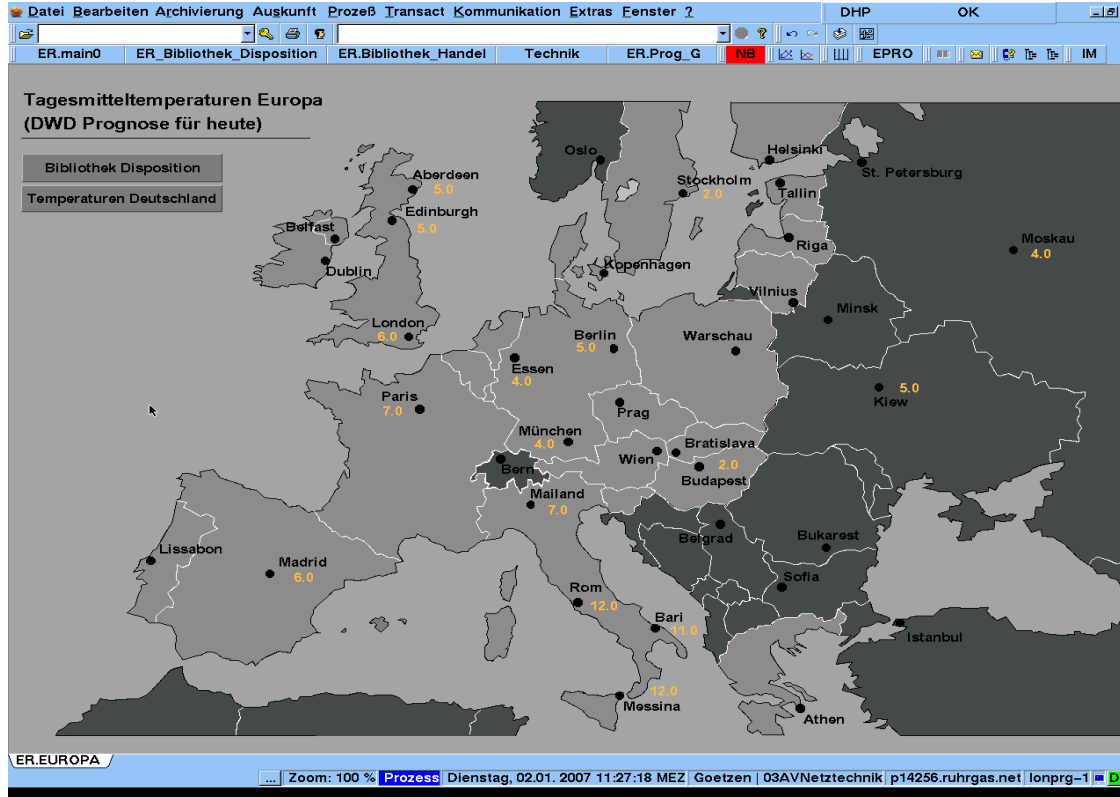 Datei Bearbeiten Archivierung Auskunft Prozeß Transact Kommunikation Extras Fenster ? DHP OK
ER.main0 ER_Bibliothek_Disposition ER.Bibliothek_Handel Technik ER.Prog_G NB EPRO IM
Tagesmitteltemperaturen Europa
(DWD Prognose für heute)
Bibliothek Disposition
Temperaturen Deutschland
Oslo
Helsinki
St. Petersburg
Aberdeen
5.0
Stockholm
2.0
Tallin
Edinburgh
5.0
Belfast
Riga
Moskau
4.0
Dublin
Kopenhagen
Vilnius
Minsk
London
6.0
Berlin
5.0
Warschau
Essen
4.0
Paris
7.0
Prag
Kiew
5.0
München
4.0
Wien
Bratislava
2.0
Budapest
Bern
Mailand
7.0
Belgrad
Bukarest
Lissabon
Madrid
6.0
Sofia
Rom
12.0
Bari
11.0
Istanbul
12.0
Messina
Athen
ER.EUROPA
... Zoom: 100 % Prozess Dienstag, 02.01. 2007 11:27:18 MEZ Goetzen | 03AVNetztechnik p14256.ruhrgas.net lonprg-1 D